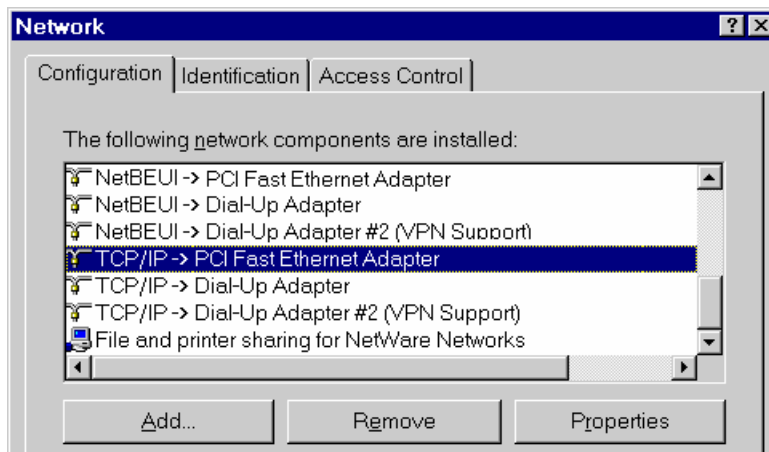 Network
Configuration Identification Access Control
The following network components are installed:
NetBEUI -> PCI Fast Ethernet Adapter
NetBEUI -> Dial-Up Adapter
NetBEUI -> Dial-Up Adapter #2 (VPN Support)
TCP/IP -> PCI Fast Ethernet Adapter
TCP/IP -> Dial-Up Adapter
TCP/IP -> Dial-Up Adapter #2 (VPN Support)
File and printer sharing for NetWare Networks
Add... Remove Properties